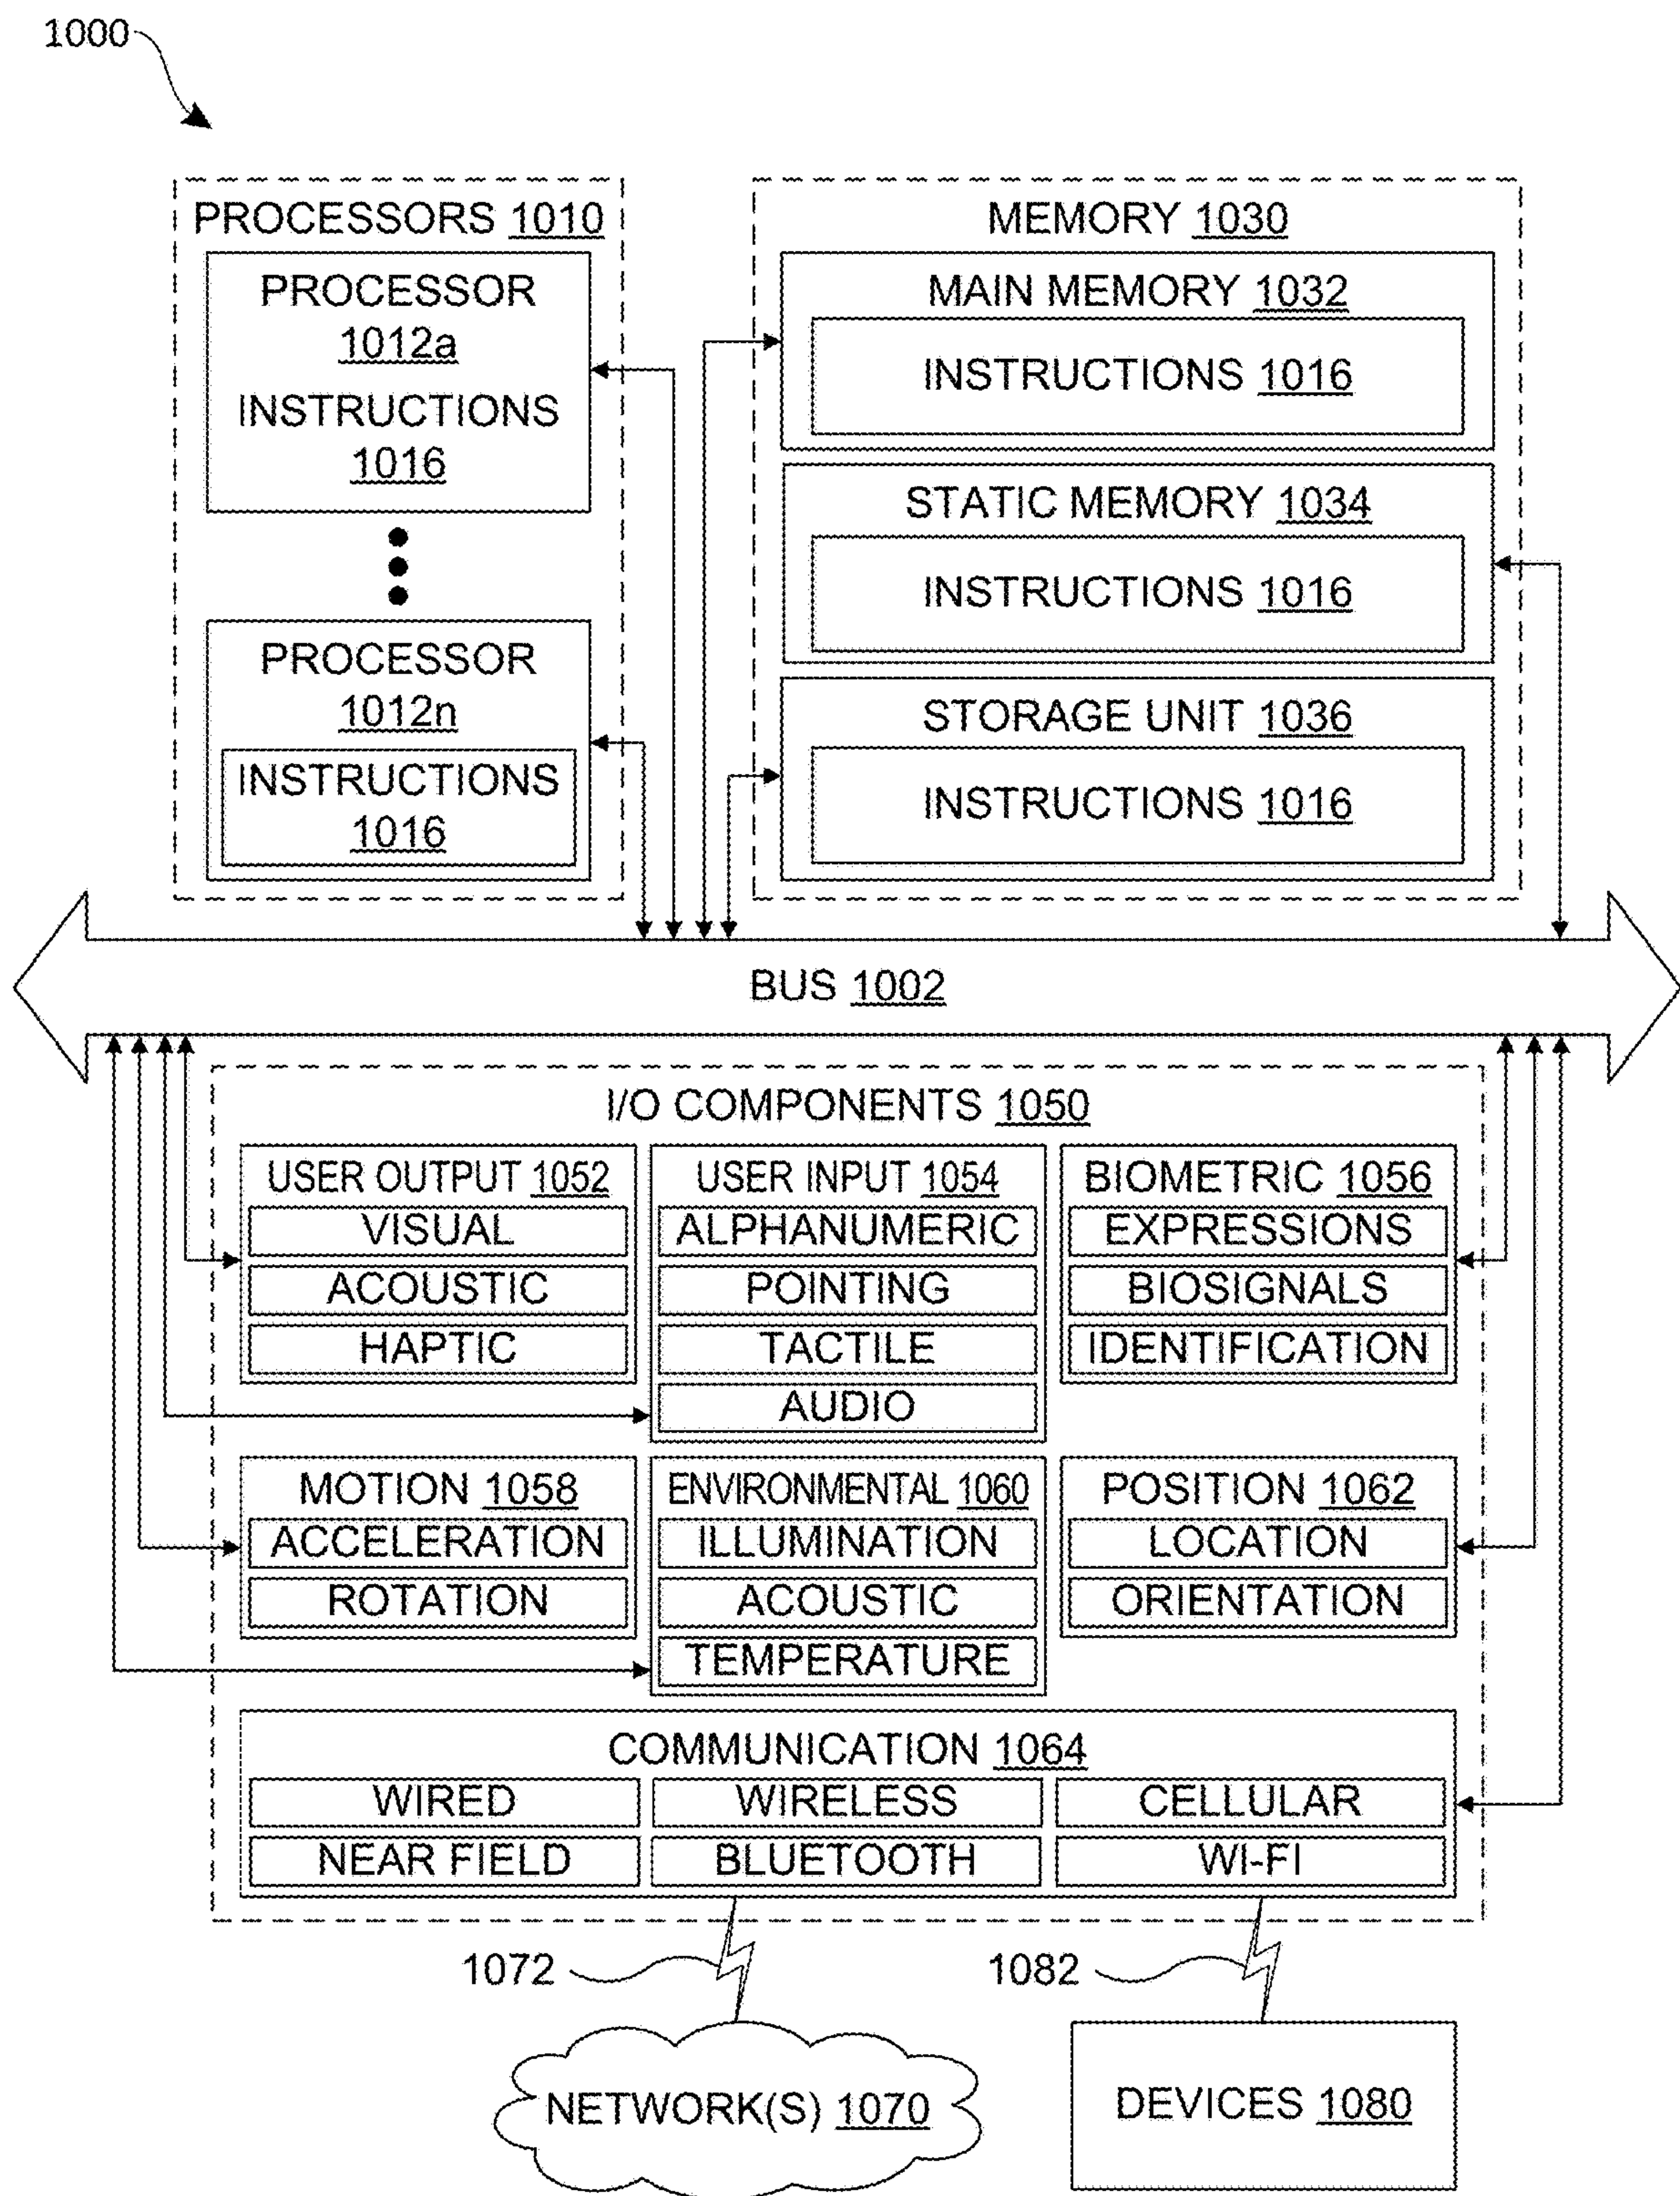 1000
PROCESSORS 1010
PROCESSOR
1012a
INSTRUCTIONS
1016
PROCESSOR
1012n
INSTRUCTIONS
1016
MEMORY 1030
MAIN MEMORY 1032
INSTRUCTIONS 1016
STATIC MEMORY 1034
INSTRUCTIONS 1016
STORAGE UNIT 1036
INSTRUCTIONS 1016
BUS 1002
I/O COMPONENTS 1050
USER OUTPUT 1052
VISUAL
ACOUSTIC
HAPTIC
USER INPUT 1054
ALPHANUMERIC
POINTING
TACTILE
AUDIO
BIOMETRIC 1056
EXPRESSIONS
BIOSIGNALS
IDENTIFICATION
MOTION 1058
ACCELERATION
ROTATION
ENVIRONMENTAL 1060
ILLUMINATION
ACOUSTIC
TEMPERATURE
POSITION 1062
LOCATION
ORIENTATION
COMMUNICATION 1064
WIRED
WIRELESS
CELLULAR
NEAR FIELD
BLUETOOTH
WI-FI
1072
1082
NETWORK(S) 1070
DEVICES 1080